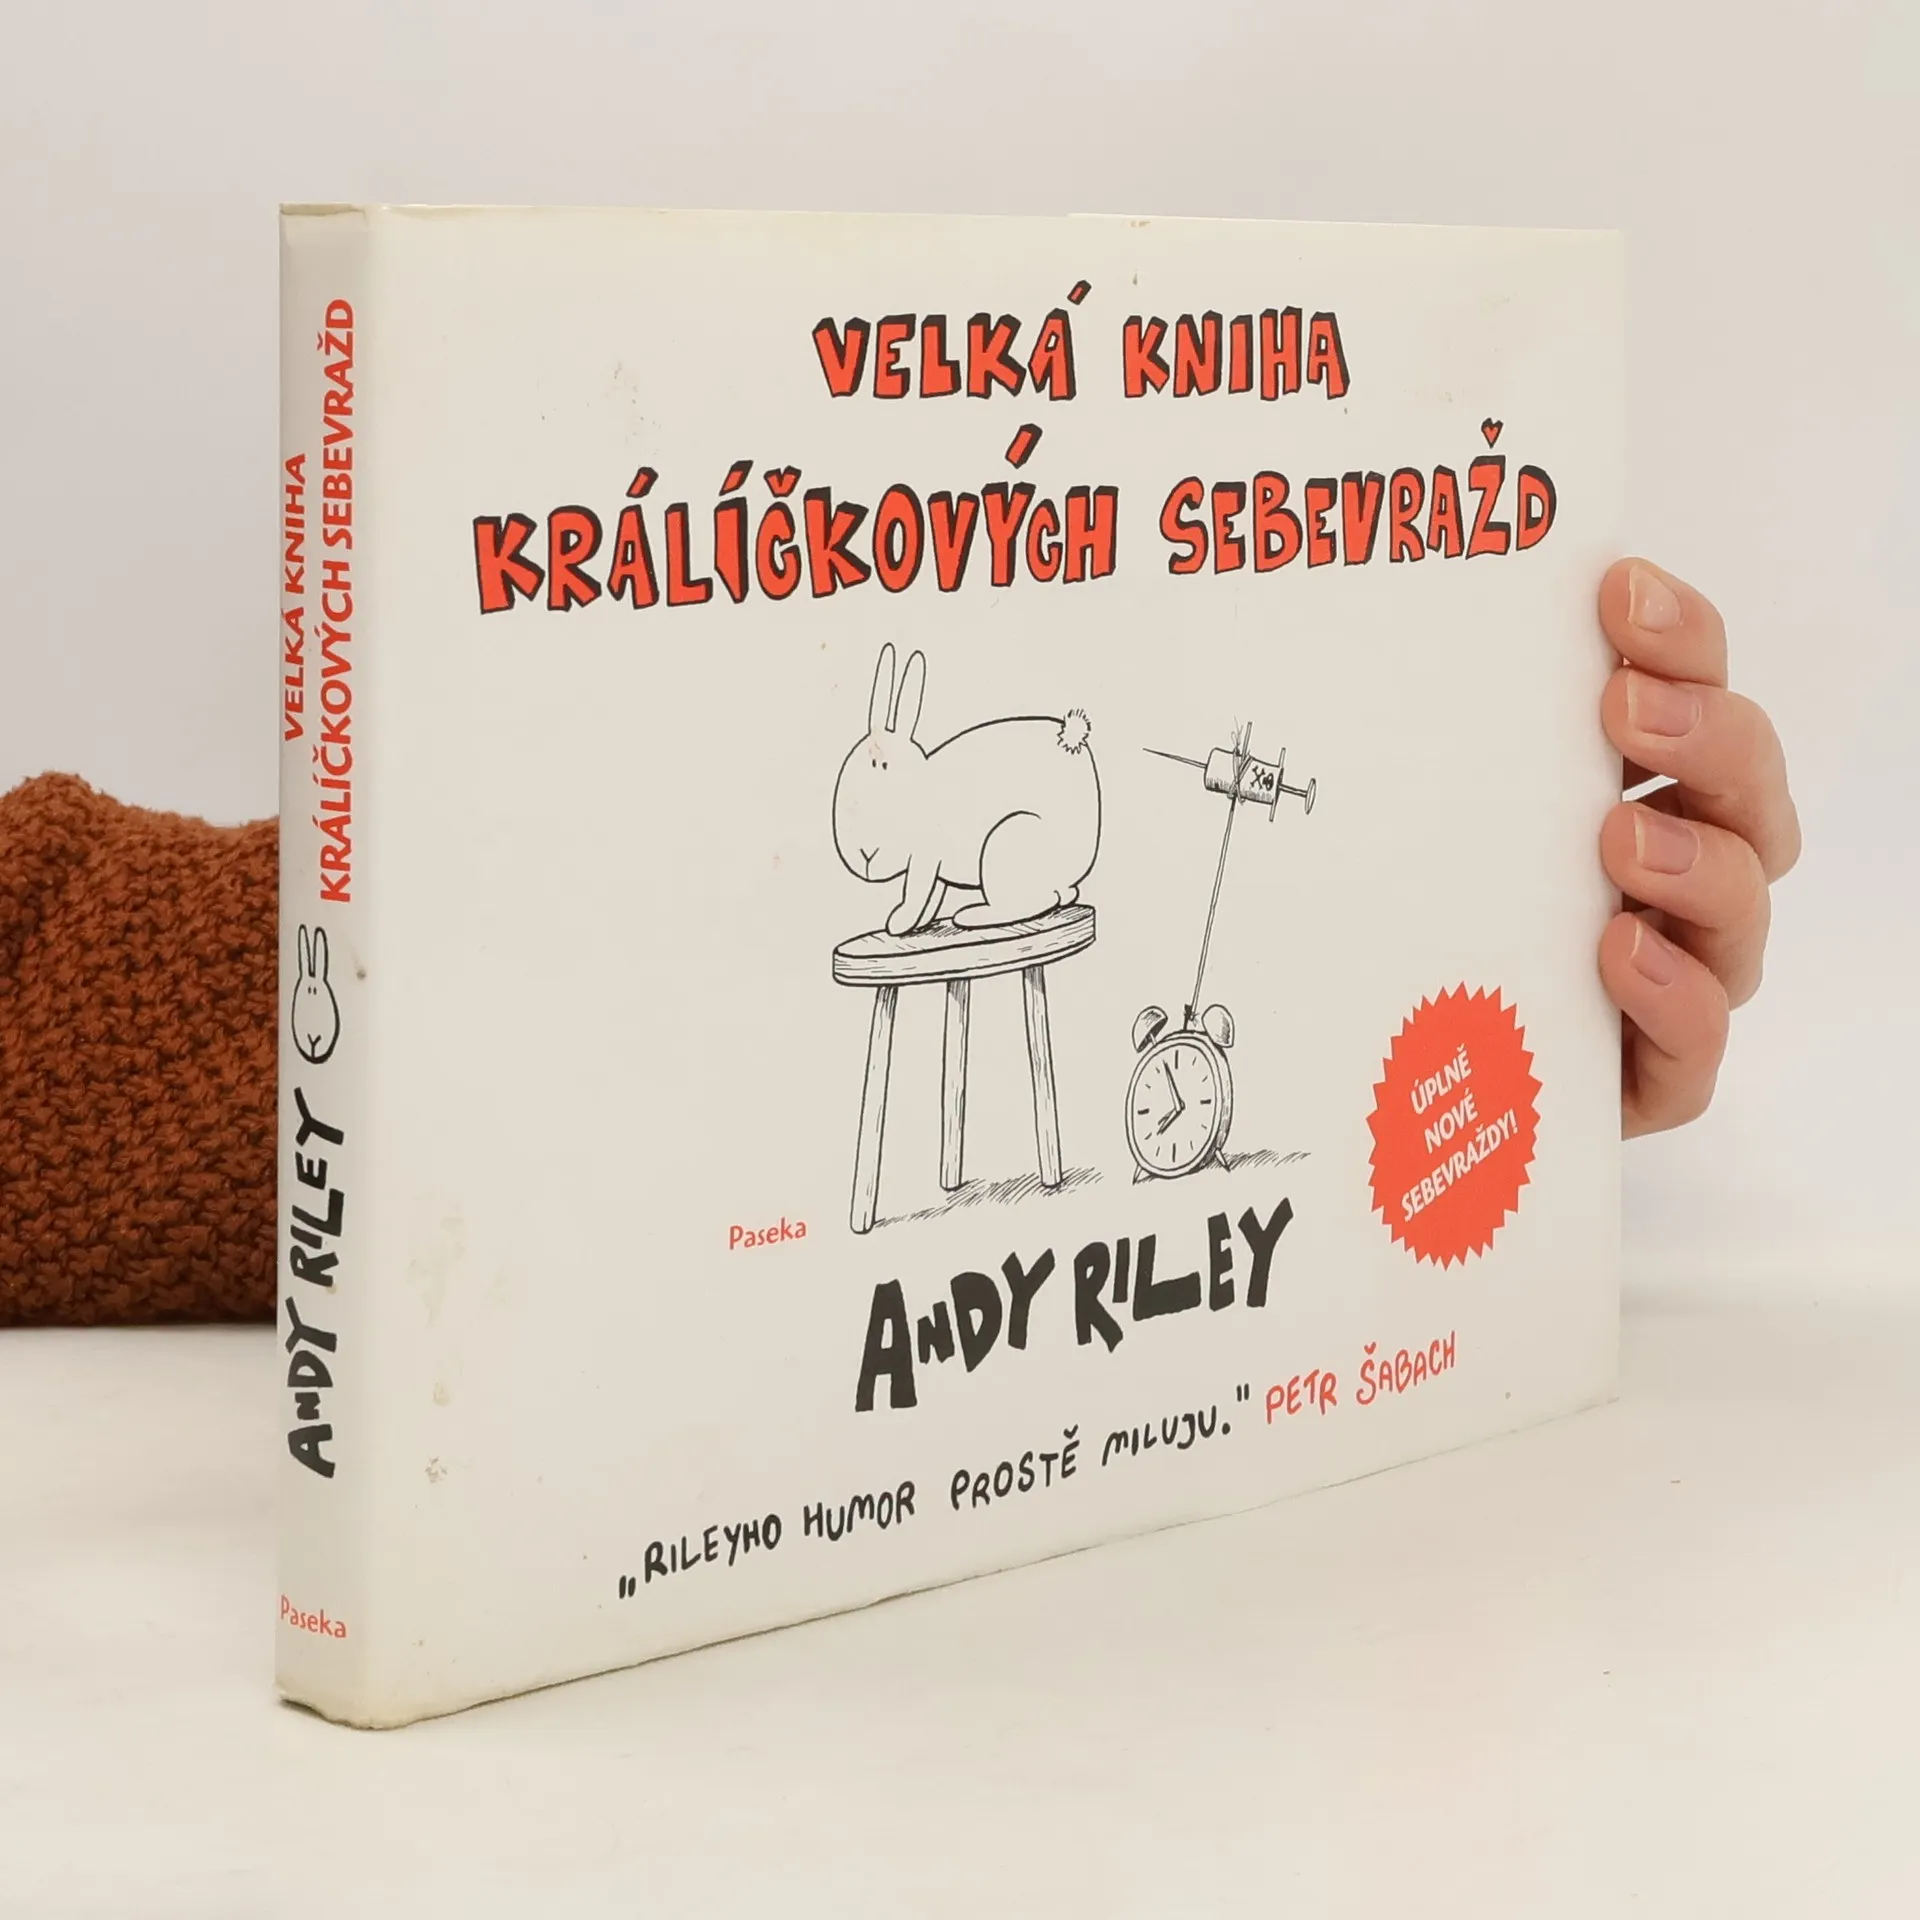 VELKÁ KNIHA
KRÁLÍČKOVÝCH SEBEVRAŽD
ANDY RILEY
Paseka
VELKÁ KNIHA
KRÁLÍČKOVÝCH SEBEVRAŽD
ÚPLNĚ
NOVÉ
SEBEVRAŽDY!
Paseka
ANDY RILEY
„RILEYHO HUMOR PROSTĚ MILUJU." PETR ŠABACH